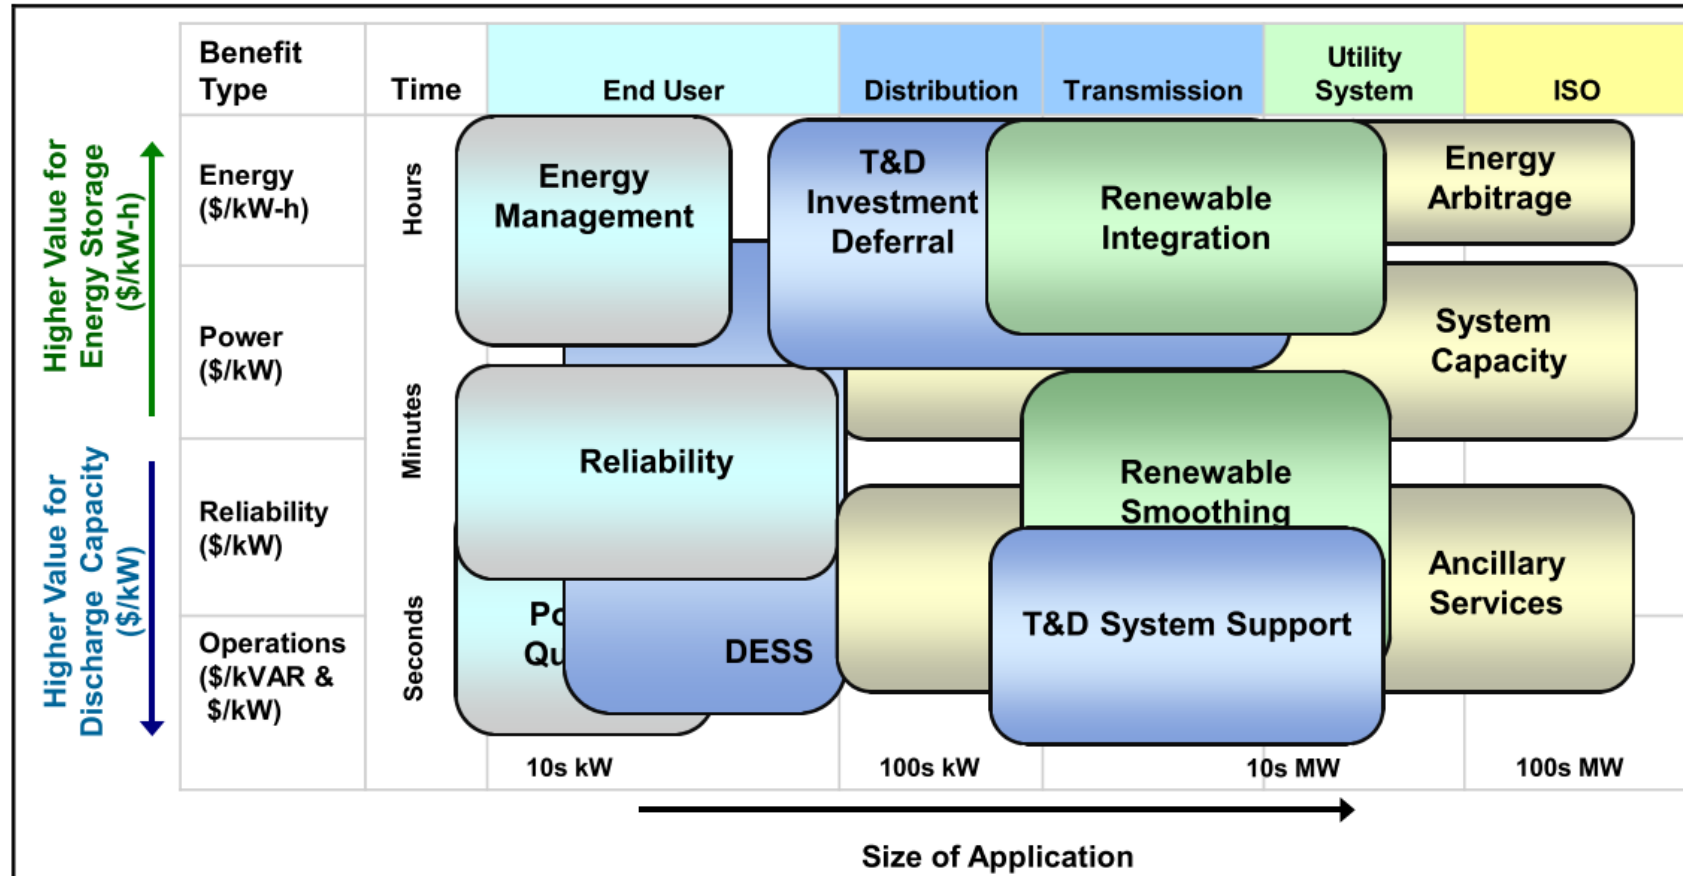 Benefit
Type
Time
End User
Distribution
Transmission
Utility
System
ISO
Higher Value for
Energy Storage
($/kW-h)
Higher Value for
Discharge Capacity
($/kW)
Energy
($/kW-h)
Power
($/kW)
Reliability
($/kW)
Operations
($/kVAR &
$/kW)
Hours
Minutes
Seconds
Energy
Management
T&D
Investment
Deferral
Renewable
Integration
Energy
Arbitrage
System
Capacity
Reliability
Renewable
Smoothing
Ancillary
Services
Po
Qu
DESS
T&D System Support
10s kW
100s kW
10s MW
100s MW
Size of Application